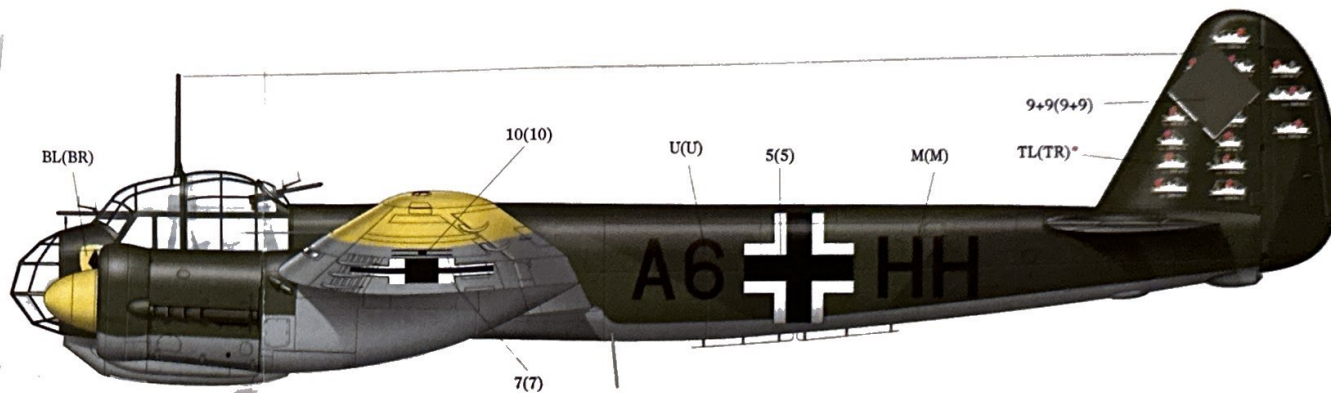 9+9(9+9)
10(10)
BL(BR)
U(U)
5(5)
M(M)
TL(TR)*
A6
HH
7(7)